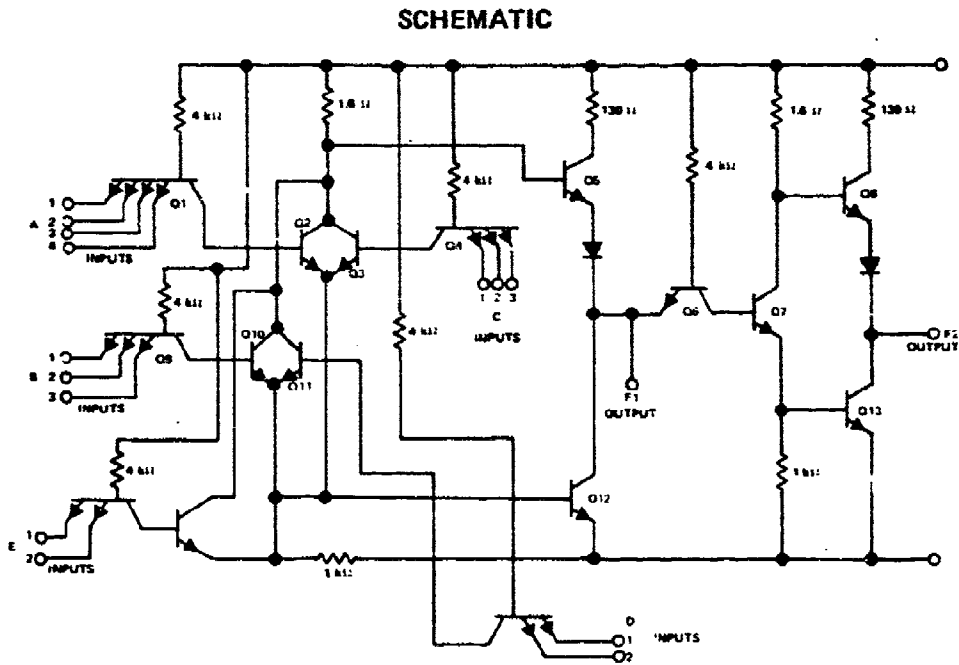 SCHEMATIC
4 kΩ
1.6 Ω
4 kΩ
130 Ω
4 kΩ
1.6 Ω
130 Ω
Q1
Q2
Q3
Q4
Q5
Q6
Q7
Q8
A
1
2
3
4
INPUTS
1 2 3
C
INPUTS
4 kΩ
4 kΩ
Q9
Q10
Q11
B
1
2
3
INPUTS
F1
OUTPUT
F2
OUTPUT
Q13
4 kΩ
Q12
1 kΩ
E
1
2
INPUTS
1 kΩ
D
INPUTS
1
2